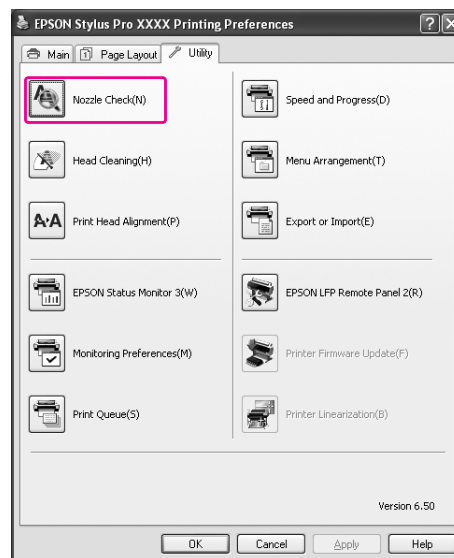 EPSON Stylus Pro XXXX Printing Preferences
Main
Page Layout
Utility
Nozzle Check(N)
Speed and Progress(D)
Head Cleaning(H)
Menu Arrangement(T)
Print Head Alignment(P)
Export or Import(E)
EPSON Status Monitor 3(W)
EPSON LFP Remote Panel 2(R)
Monitoring Preferences(M)
Printer Firmware Update(F)
Print Queue(S)
Printer Linearization(B)
Version 6.50
OK
Cancel
Apply
Help